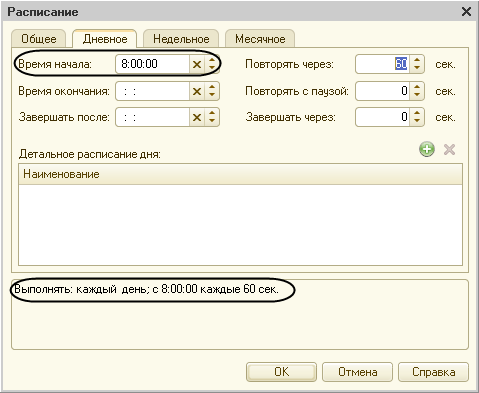 Расписание
Общее Дневное Недельное Месячное
Время начала: 8:00:00 Повторять через: 60 сек.
Время окончания: : : Повторять с паузой: 0 сек.
Завершать после: : : Завершать через: 0 сек.
Детальное расписание дня:
Наименование
Выполнять: каждый день; с 8:00:00 каждые 60 сек.
OK Отмена Справка